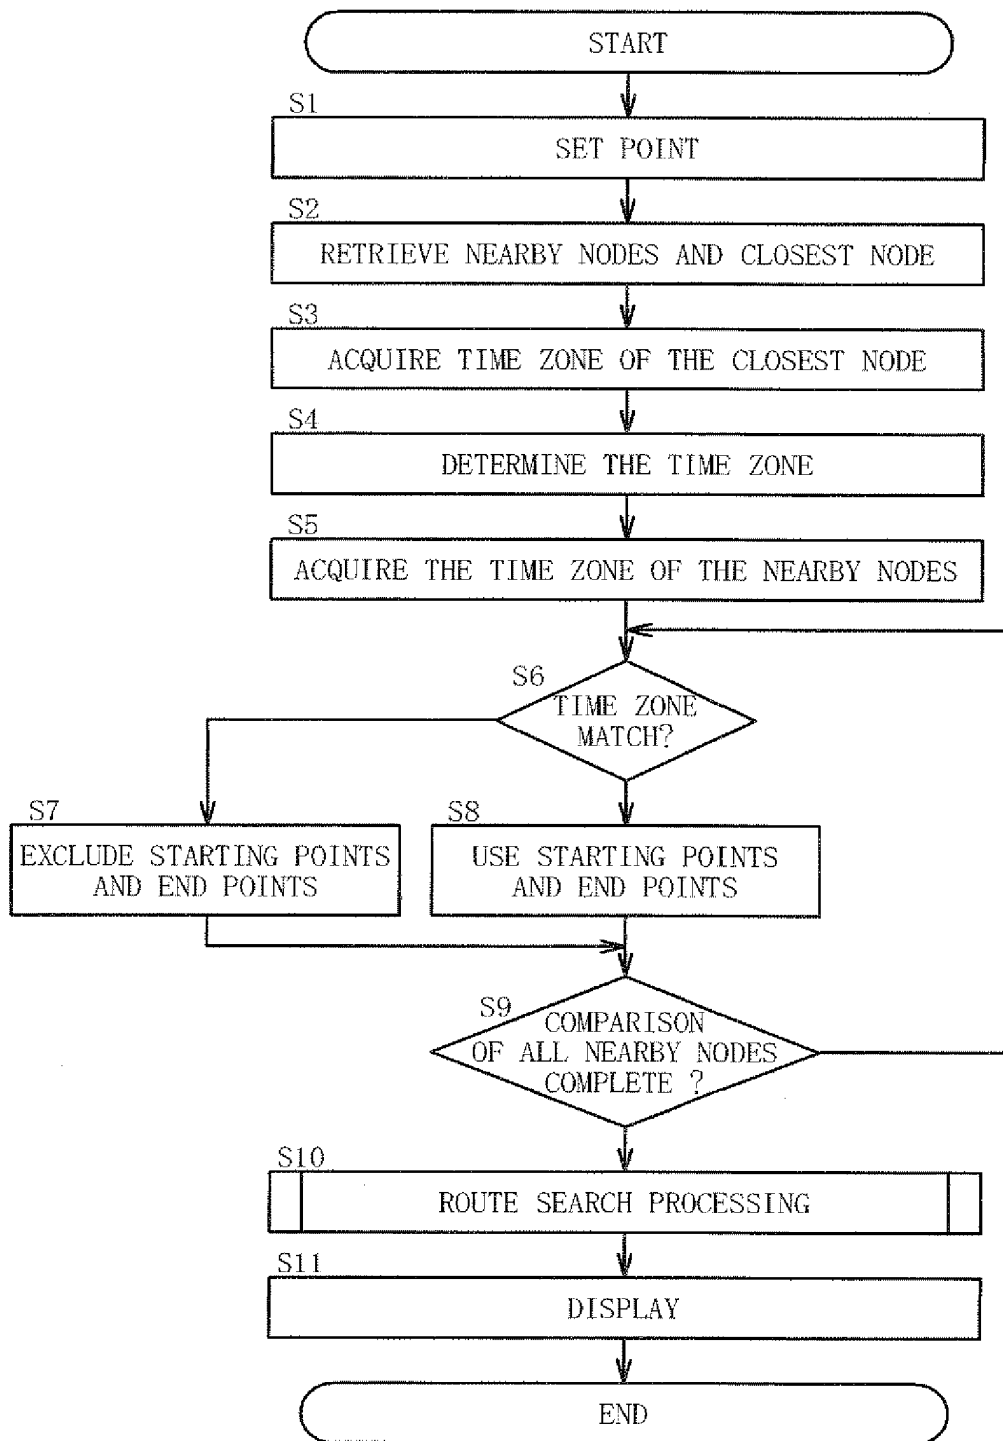 START
S1
SET POINT
S2
RETRIEVE NEARBY NODES AND CLOSEST NODE
S3
ACQUIRE TIME ZONE OF THE CLOSEST NODE
S4
DETERMINE THE TIME ZONE
S5
ACQUIRE THE TIME ZONE OF THE NEARBY NODES
S6
TIME ZONE
MATCH?
S7
EXCLUDE STARTING POINTS
AND END POINTS
S8
USE STARTING POINTS
AND END POINTS
S9
COMPARISON
OF ALL NEARBY NODES
COMPLETE ?
S10
ROUTE SEARCH PROCESSING
S11
DISPLAY
END